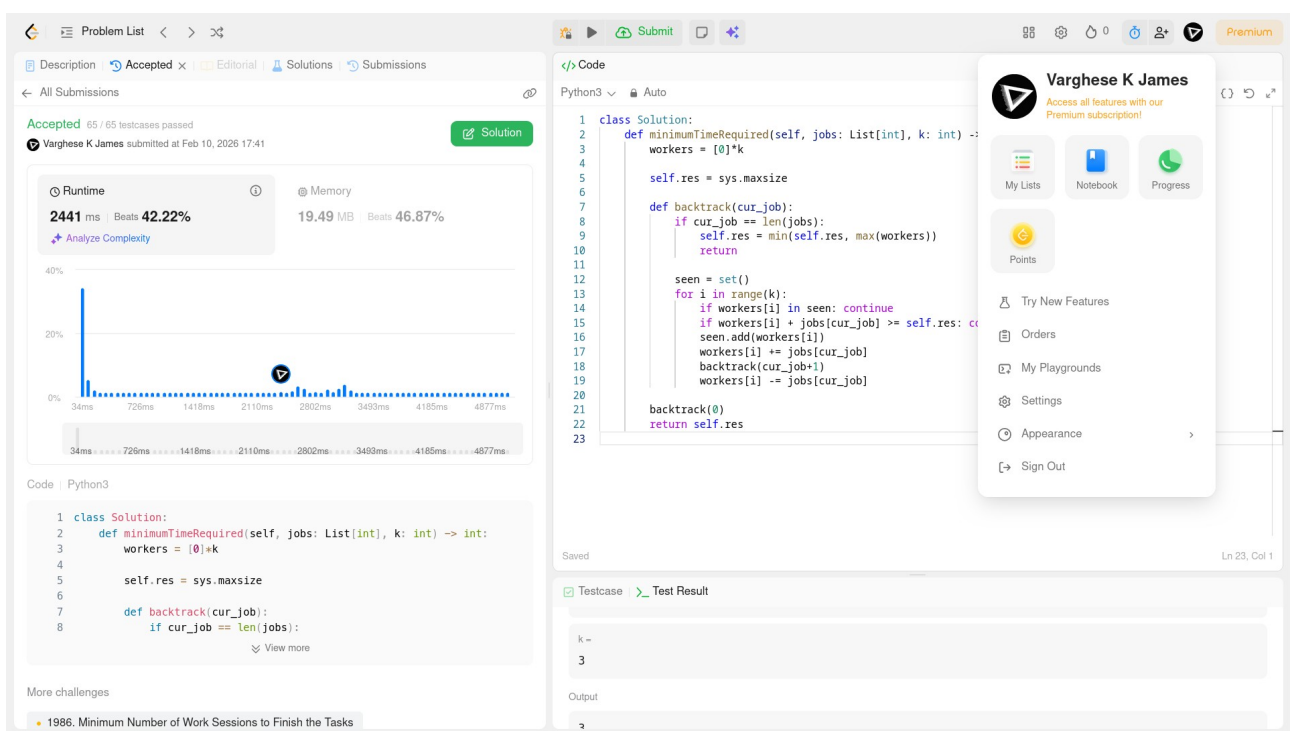 Problem List
Submit
0
Premium
Description
Accepted
Editorial
Solutions
Submissions
All Submissions
Accepted 65 / 65 testcases passed
Varghese K James submitted at Feb 10, 2026 17:41
Solution
Runtime
2441 ms Beats 42.22%
Analyze Complexity
Memory
19.49 MB Beats 46.87%
40%
20%
0%
34ms 726ms 1418ms 2110ms 2802ms 3493ms 4185ms 4877ms
34ms 726ms 1418ms 2110ms 2802ms 3493ms 4185ms 4877ms
Code Python3
1 class Solution:
2     def minimumTimeRequired(self, jobs: List[int], k: int) -> int:
3         workers = [0]*k
4
5         self.res = sys.maxsize
6
7         def backtrack(cur_job):
8             if cur_job == len(jobs):
View more
More challenges
1986. Minimum Number of Work Sessions to Finish the Tasks
</> Code
Python3 Auto
1 class Solution:
2     def minimumTimeRequired(self, jobs: List[int], k: int) -
3         workers = [0]*k
4
5         self.res = sys.maxsize
6
7         def backtrack(cur_job):
8             if cur_job == len(jobs):
9                 self.res = min(self.res, max(workers))
10                 return
11
12             seen = set()
13             for i in range(k):
14                 if workers[i] in seen: continue
15                 if workers[i] + jobs[cur_job] >= self.res: co
16                 seen.add(workers[i])
17                 workers[i] += jobs[cur_job]
18                 backtrack(cur_job+1)
19                 workers[i] -= jobs[cur_job]
20
21         backtrack(0)
22         return self.res
23
Saved
Ln 23, Col 1
Testcase
Test Result
k =
3
Output
3
Varghese K James
Access all features with our
Premium subscription!
My Lists
Notebook
Progress
Points
Try New Features
Orders
My Playgrounds
Settings
Appearance
Sign Out